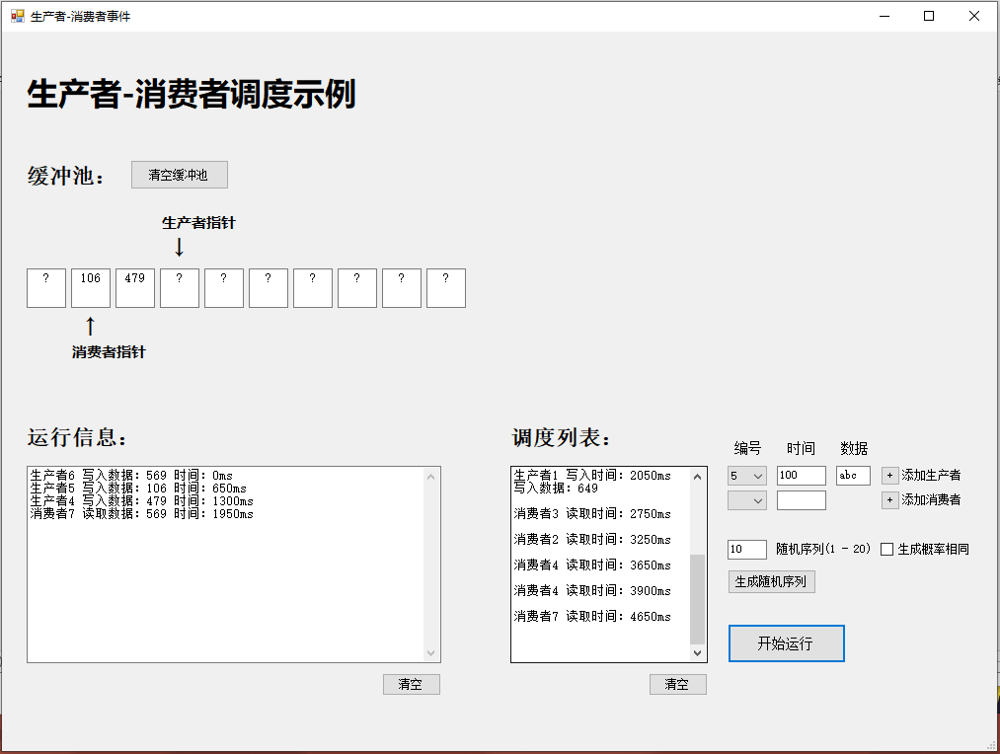 生产者-消费者事件
生产者-消费者调度示例
缓冲池： 清空缓冲池
生产者指针
↓
? 106 479 ? ? ? ? ? ? ?
↑
消费者指针
运行信息：
生产者6 写入数据：569 时间：0ms
生产者5 写入数据：106 时间：650ms
生产者4 写入数据：479 时间：1300ms
消费者7 读取数据：569 时间：1950ms
清空
调度列表：
生产者1 写入时间：2050ms
写入数据：649
消费者3 读取时间：2750ms
消费者2 读取时间：3250ms
消费者4 读取时间：3650ms
消费者4 读取时间：3900ms
消费者7 读取时间：4650ms
清空
编号 时间 数据
5 100 abc + 添加生产者
+ 添加消费者
10 随机序列(1 - 20) 生成概率相同
生成随机序列
开始运行